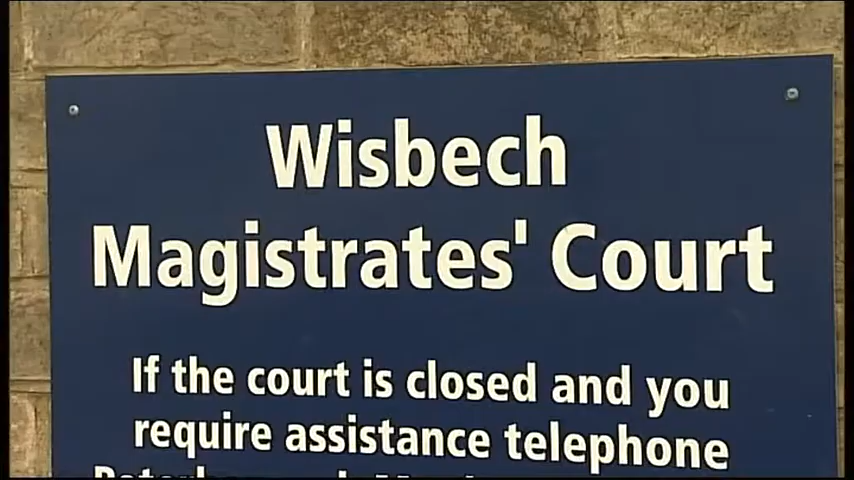 Wisbech
Magistrates' Court
If the court is closed and you
require assistance telephone